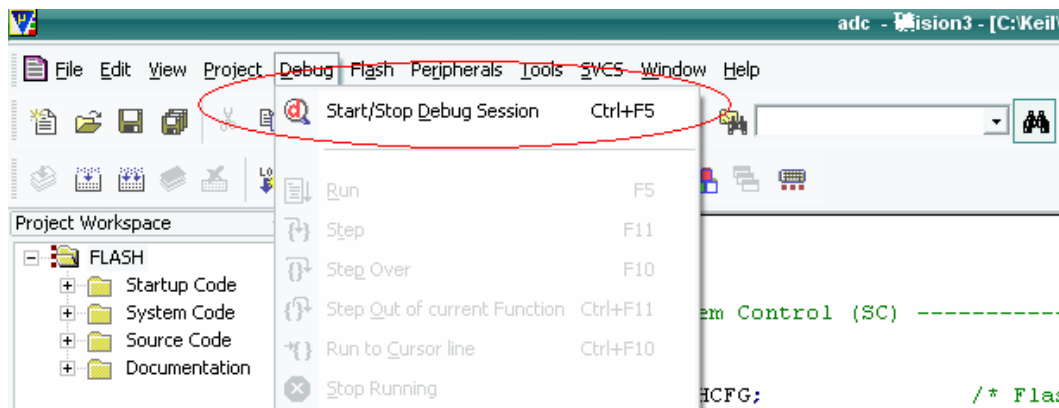 adc - µVision3 - [C:\Keil\
File Edit View Project Debug Flash Peripherals Tools SVCS Window Help
Start/Stop Debug Session Ctrl+F5
LO
Run F5
Project Workspace
Step F11
FLASH
Step Over F10
Startup Code
System Code
Step Out of current Function Ctrl+F11
em Control (SC) -----------
Source Code
Run to Cursor line Ctrl+F10
Documentation
Stop Running
HCFG; /* Fla